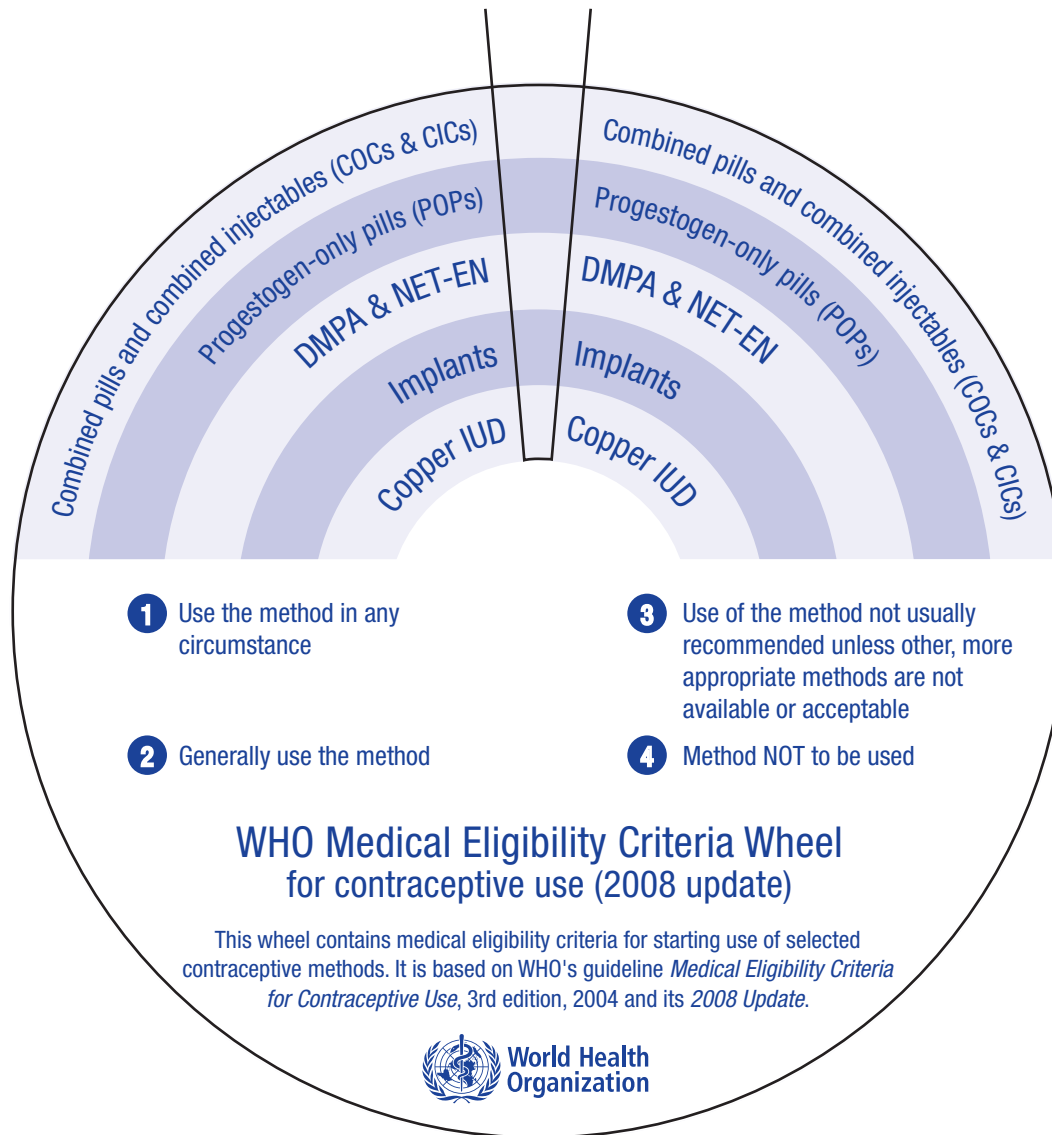 Combined pills and combined injectables (COCs & CICs)
Progestogen-only pills (POPs)
DMPA & NET-EN
Implants
Copper IUD
Combined pills and combined injectables (COCs & CICs)
Progestogen-only pills (POPs)
DMPA & NET-EN
Implants
Copper IUD
1 Use the method in any
circumstance
2 Generally use the method
3 Use of the method not usually
recommended unless other, more
appropriate methods are not
available or acceptable
4 Method NOT to be used
WHO Medical Eligibility Criteria Wheel
for contraceptive use (2008 update)
This wheel contains medical eligibility criteria for starting use of selected
contraceptive methods. It is based on WHO's guideline Medical Eligibility Criteria
for Contraceptive Use, 3rd edition, 2004 and its 2008 Update.
World Health
Organization